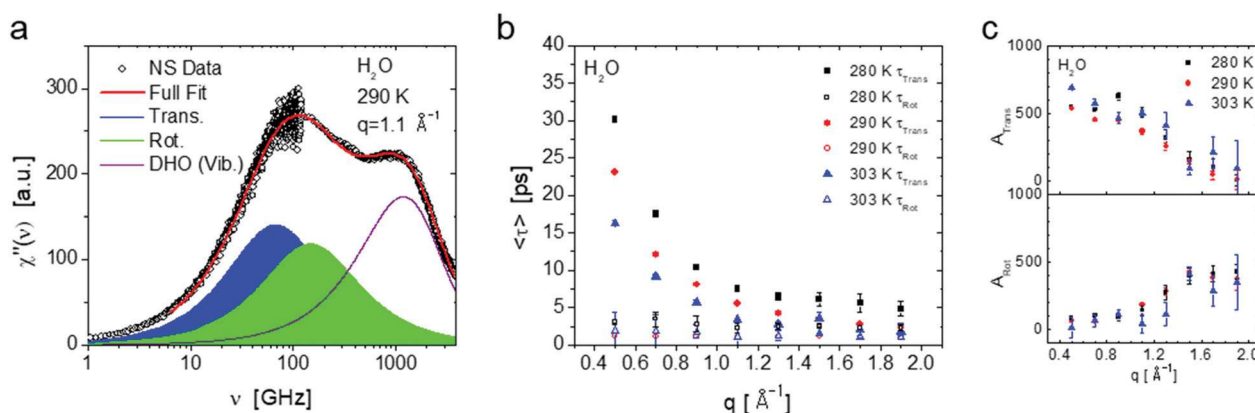 a
χ''(ν) [a.u.]
300
200
100
0
NS Data
Full Fit
Trans.
Rot.
DHO (Vib.)
H₂O
290 K
q=1.1 Å⁻¹
1 10 100 1000
ν [GHz]
b
<τ> [ps]
40
35
30
25
20
15
10
5
0
H₂O
280 K τTrans
280 K τRot
290 K τTrans
290 K τRot
303 K τTrans
303 K τRot
0.4 0.6 0.8 1.0 1.2 1.4 1.6 1.8 2.0
q [Å⁻¹]
c
1000
H₂O
280 K
290 K
303 K
ATrans
500
0
1000
ARot
500
0
0.4 0.8 1.2 1.6 2.0
q [Å⁻¹]